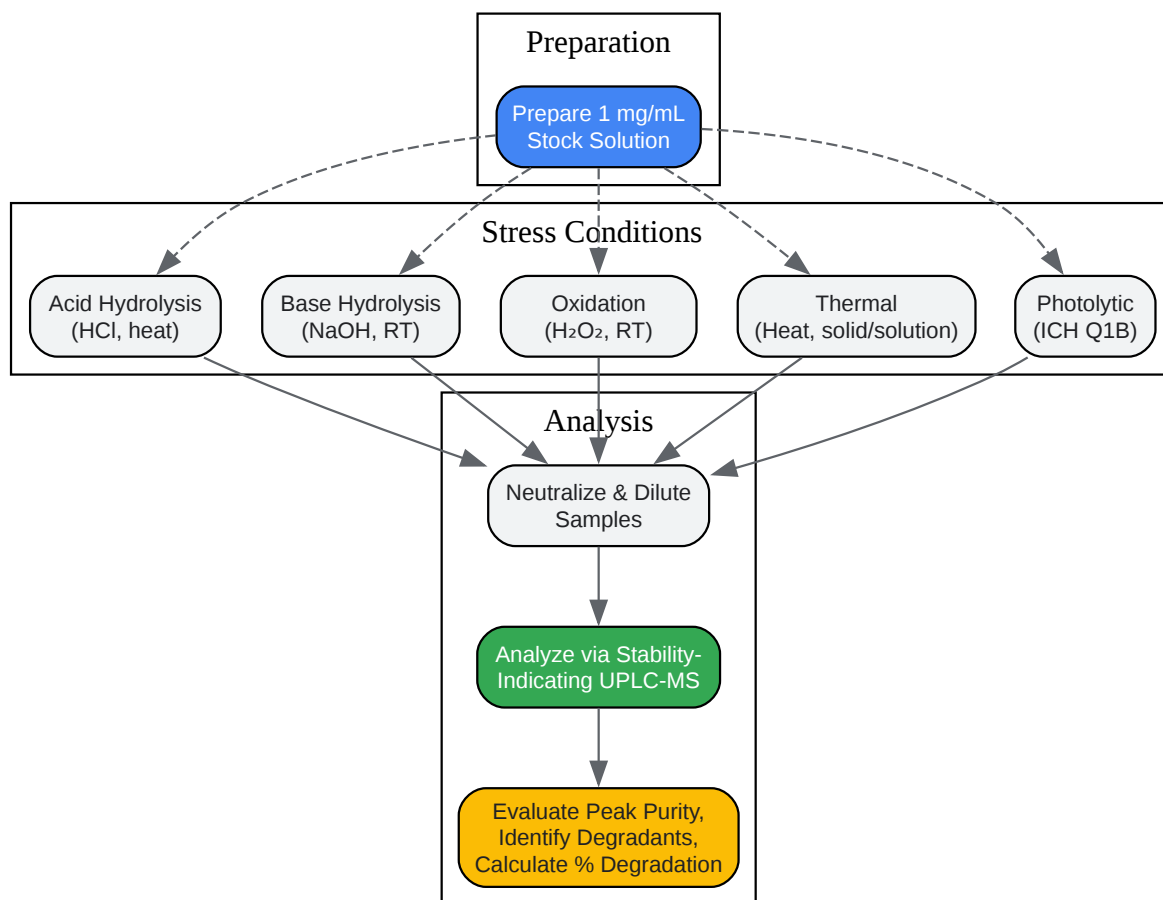 Preparation
Prepare 1 mg/mL
Stock Solution
Stress Conditions
Acid Hydrolysis
(HCl, heat)
Base Hydrolysis
(NaOH, RT)
Oxidation
(H₂O₂, RT)
Thermal
(Heat, solid/solution)
Photolytic
(ICH Q1B)
Analysis
Neutralize & Dilute
Samples
Analyze via Stability-
Indicating UPLC-MS
Evaluate Peak Purity,
Identify Degradants,
Calculate % Degradation